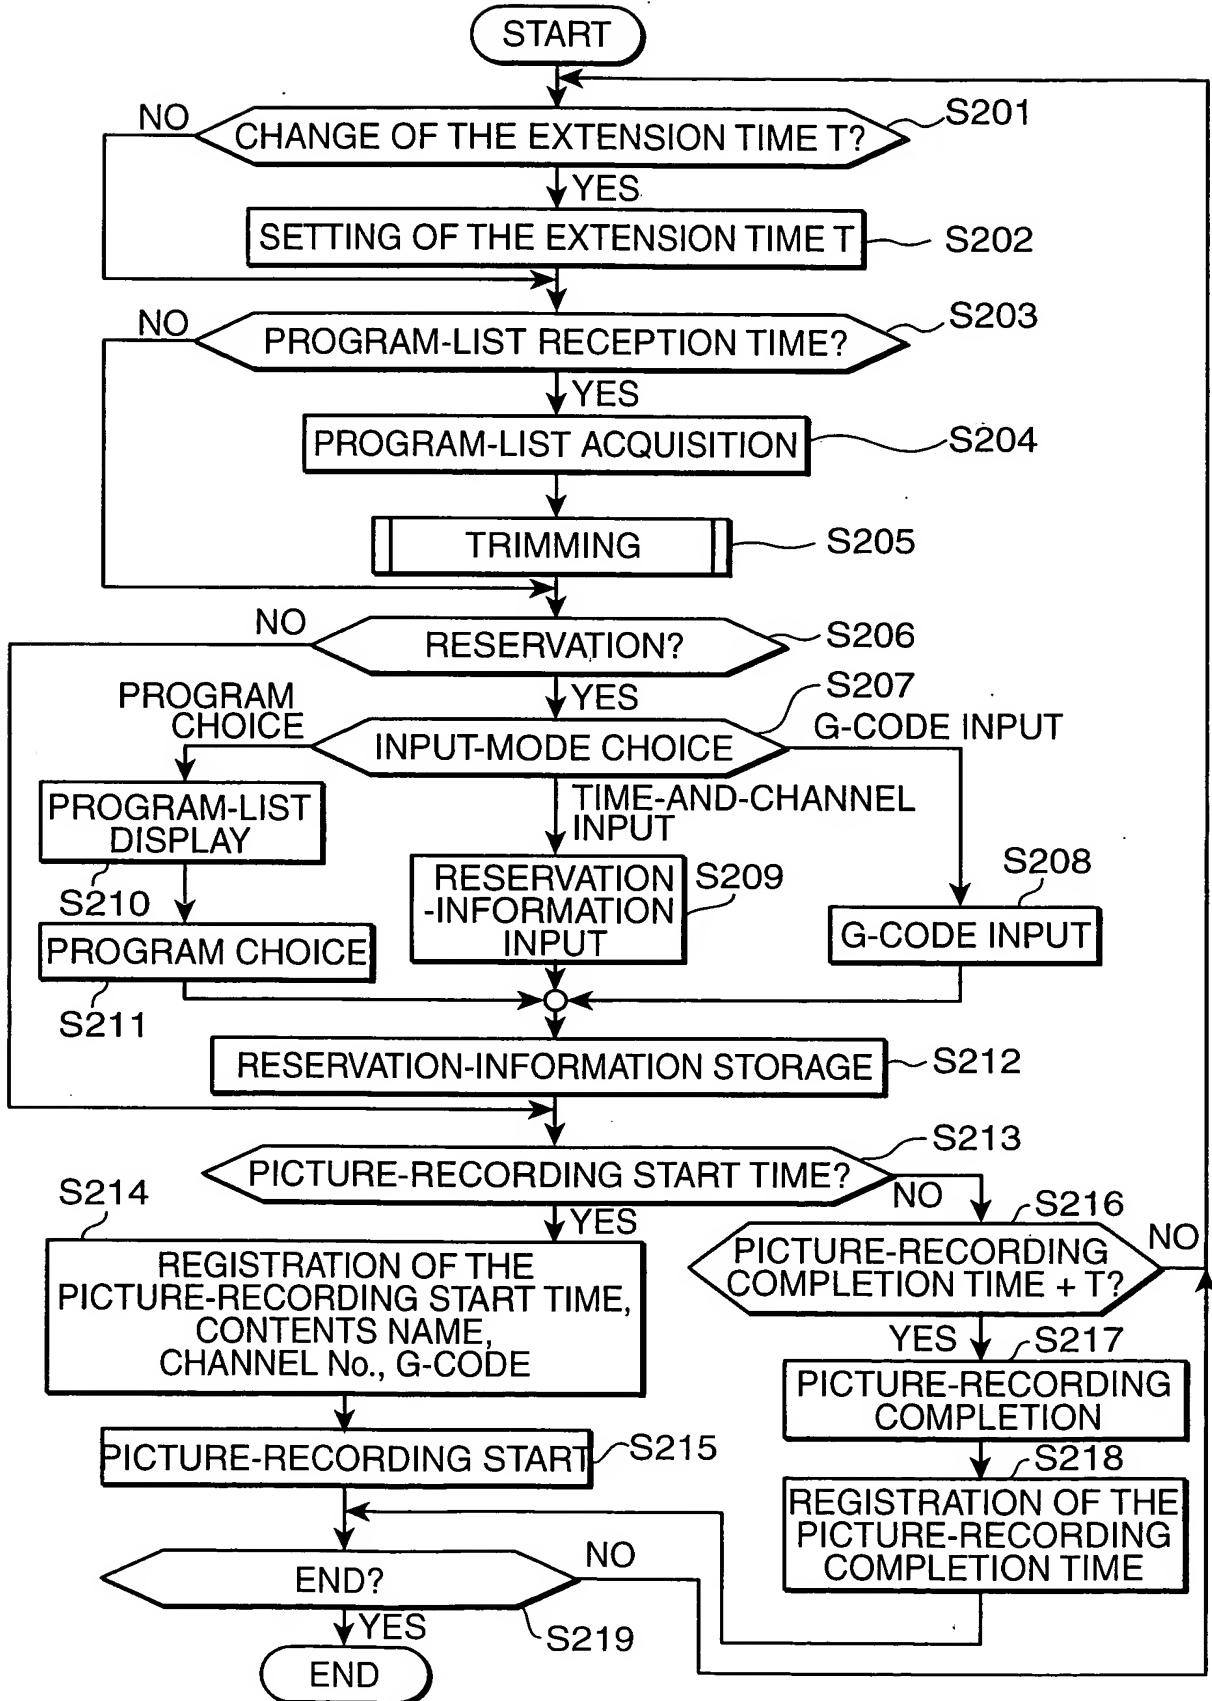 START
NO
CHANGE OF THE EXTENSION TIME T?
S201
YES
SETTING OF THE EXTENSION TIME T
S202
NO
PROGRAM-LIST RECEPTION TIME?
S203
YES
PROGRAM-LIST ACQUISITION
S204
TRIMMING
S205
NO
RESERVATION?
S206
YES
S207
PROGRAM
CHOICE
INPUT-MODE CHOICE
G-CODE INPUT
PROGRAM-LIST
DISPLAY
S210
TIME-AND-CHANNEL
INPUT
RESERVATION
-INFORMATION
INPUT
S209
S208
G-CODE INPUT
PROGRAM CHOICE
S211
RESERVATION-INFORMATION STORAGE
S212
PICTURE-RECORDING START TIME?
S213
NO
YES
S214
REGISTRATION OF THE
PICTURE-RECORDING START TIME,
CONTENTS NAME,
CHANNEL No., G-CODE
S216
PICTURE-RECORDING
COMPLETION TIME + T?
NO
YES
S217
PICTURE-RECORDING
COMPLETION
PICTURE-RECORDING START
S215
S218
REGISTRATION OF THE
PICTURE-RECORDING
COMPLETION TIME
END?
NO
YES
S219
END